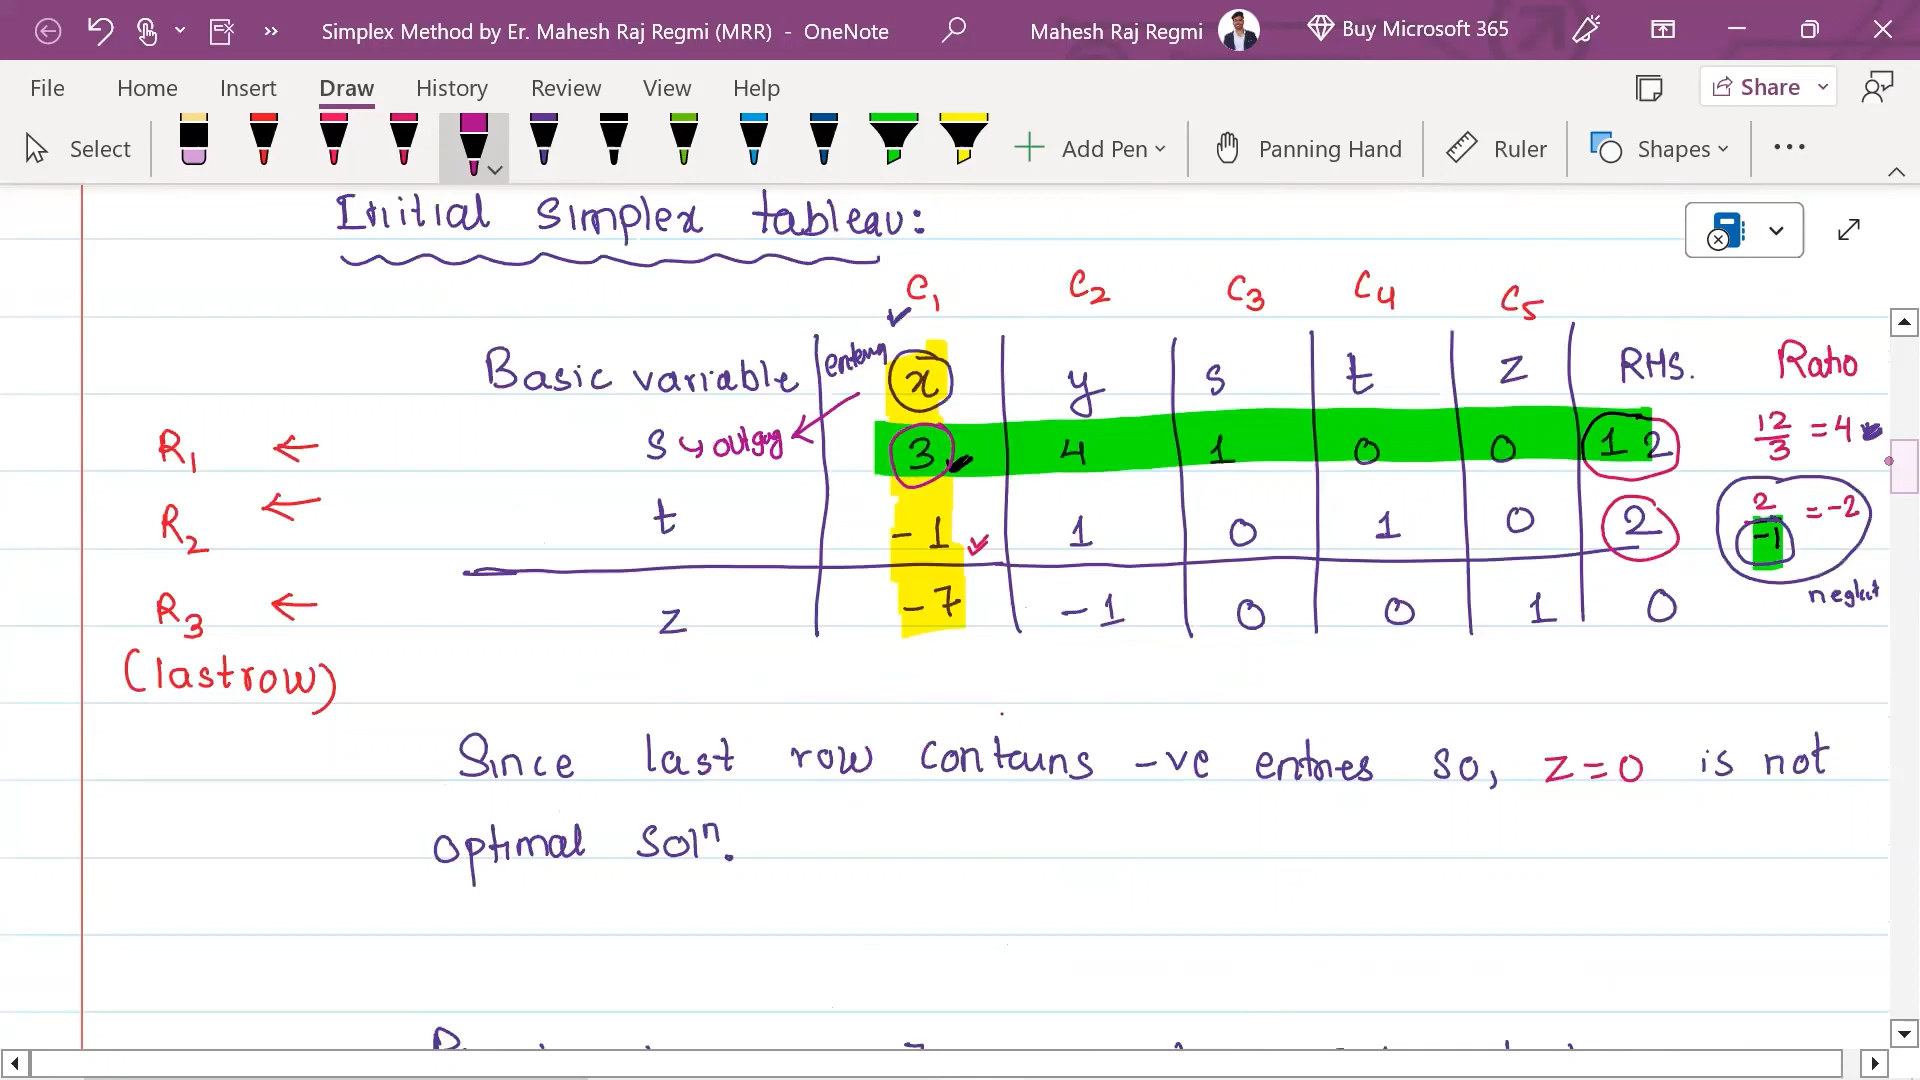 Simplex Method by Er. Mahesh Raj Regmi (MRR) - OneNote
Mahesh Raj Regmi
Buy Microsoft 365
File Home Insert Draw History Review View Help Share
Select Add Pen Panning Hand Ruler Shapes
Initial simplex tableau:
C1 C2 C3 C4 C5
Basic variable entering x y s t z RHS. Ratio
R1 ← s outgoing 3 4 1 0 0 12 12/3 = 4
R2 ← t -1 1 0 1 0 2 2/-1 = -2
neglect
R3 ← z -7 -1 0 0 1 0
(last row)
Since last row contains -ve entries so, z=0 is not
optimal solⁿ.